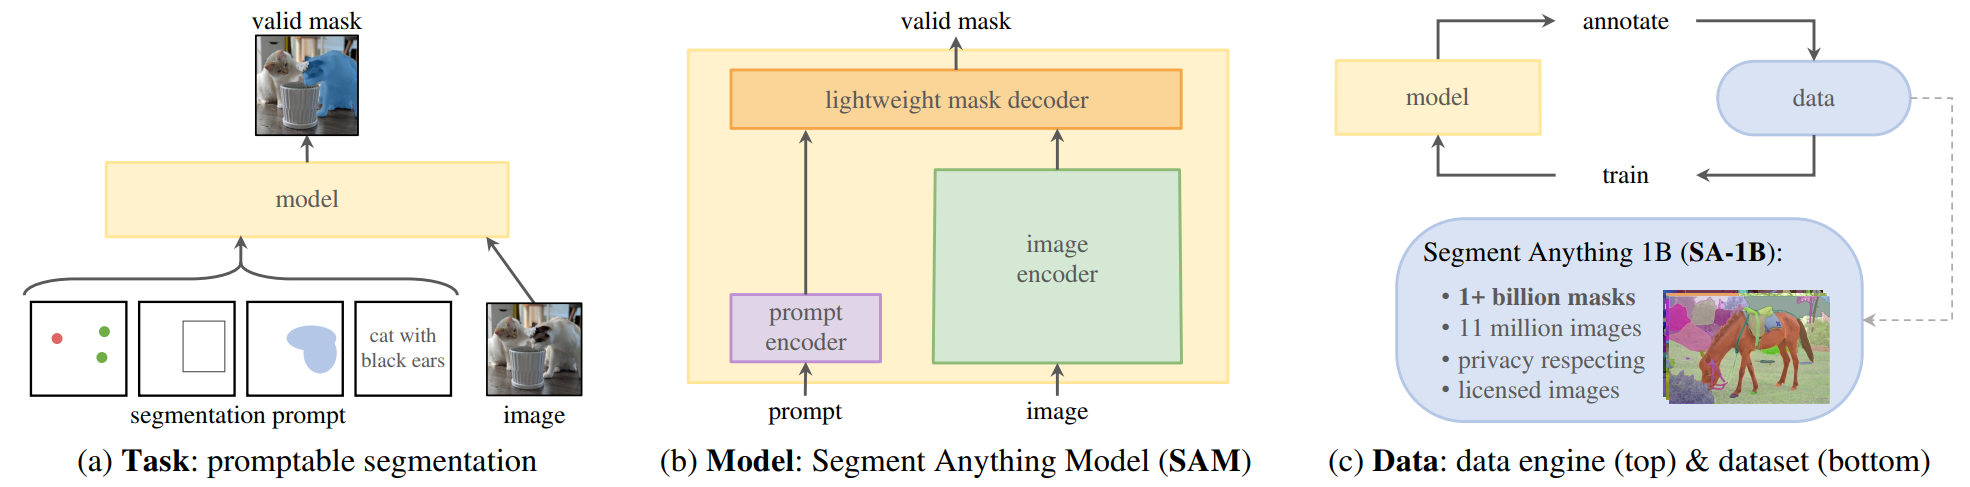 valid mask
model
cat with
black ears
segmentation prompt
image
(a) Task: promptable segmentation
valid mask
lightweight mask decoder
image
encoder
prompt
encoder
prompt
image
(b) Model: Segment Anything Model (SAM)
annotate
model
data
train
Segment Anything 1B (SA-1B):
• 1+ billion masks
• 11 million images
• privacy respecting
• licensed images
(c) Data: data engine (top) & dataset (bottom)